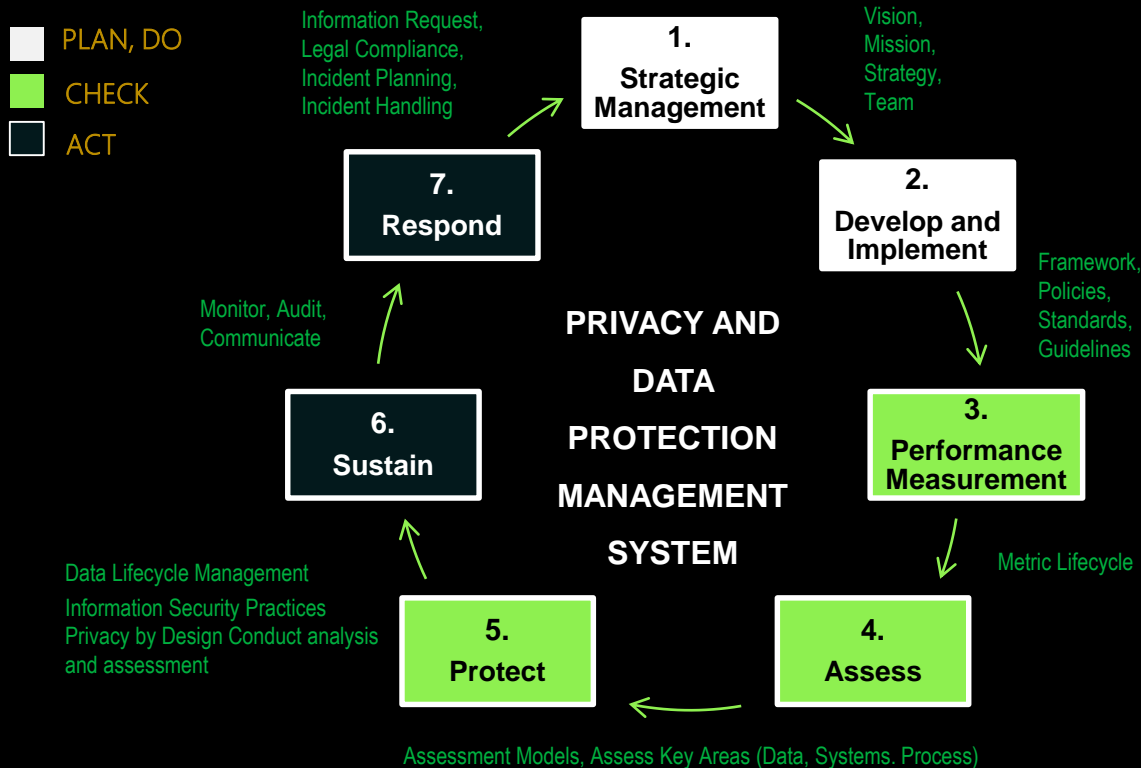 PLAN, DO
CHECK
ACT
Information Request,
Legal Compliance,
Incident Planning,
Incident Handling
1.
Strategic
Management
Vision,
Mission,
Strategy,
Team
7.
Respond
2.
Develop and
Implement
Framework,
Policies,
Standards,
Guidelines
Monitor, Audit,
Communicate
PRIVACY AND
DATA
PROTECTION
MANAGEMENT
SYSTEM
3.
Performance
Measurement
6.
Sustain
Metric Lifecycle
Data Lifecycle Management
Information Security Practices
Privacy by Design Conduct analysis
and assessment
5.
Protect
4.
Assess
Assessment Models, Assess Key Areas (Data, Systems. Process)